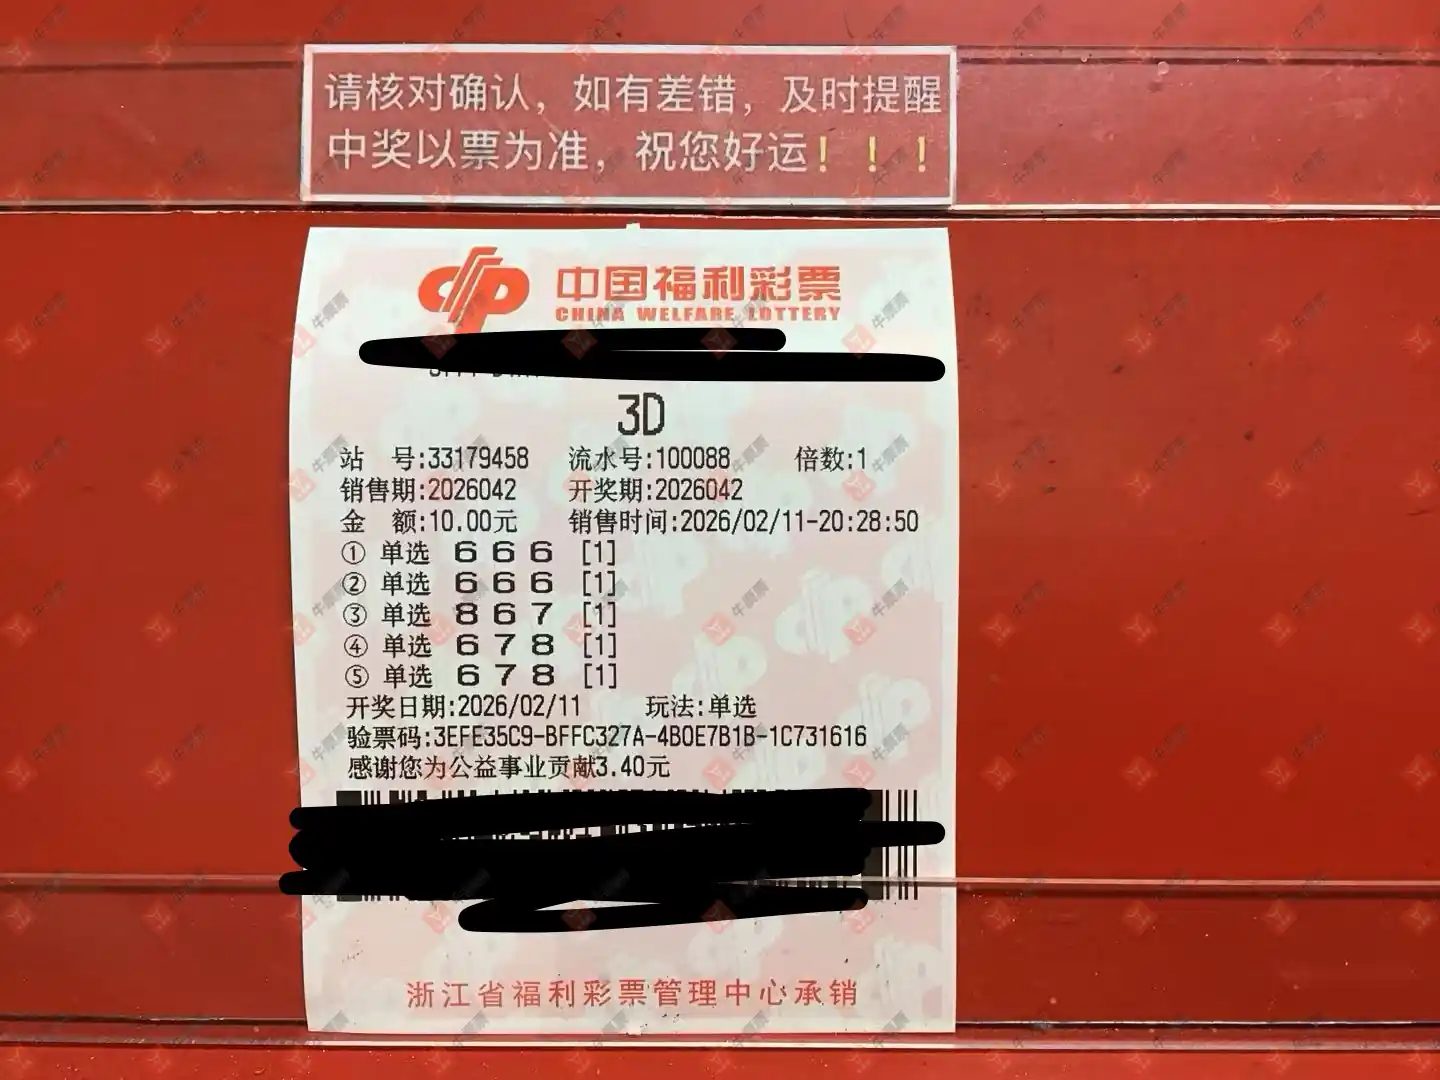 请核对确认，如有差错，及时提醒
中奖以票为准，祝您好运！！！
中国福利彩票
CHINA WELFARE LOTTERY
3D
站 号:33179458 流水号:100088 倍数:1
销售期:2026042 开奖期:2026042
金 额:10.00元 销售时间:2026/02/11-20:28:50
① 单选 6 6 6 [1]
② 单选 6 6 6 [1]
③ 单选 8 6 7 [1]
④ 单选 6 7 8 [1]
⑤ 单选 6 7 8 [1]
开奖日期:2026/02/11 玩法:单选
验票码:3EFE35C9-BFFC327A-4B0E7B1B-1C731616
感谢您为公益事业贡献3.40元
浙江省福利彩票管理中心承销